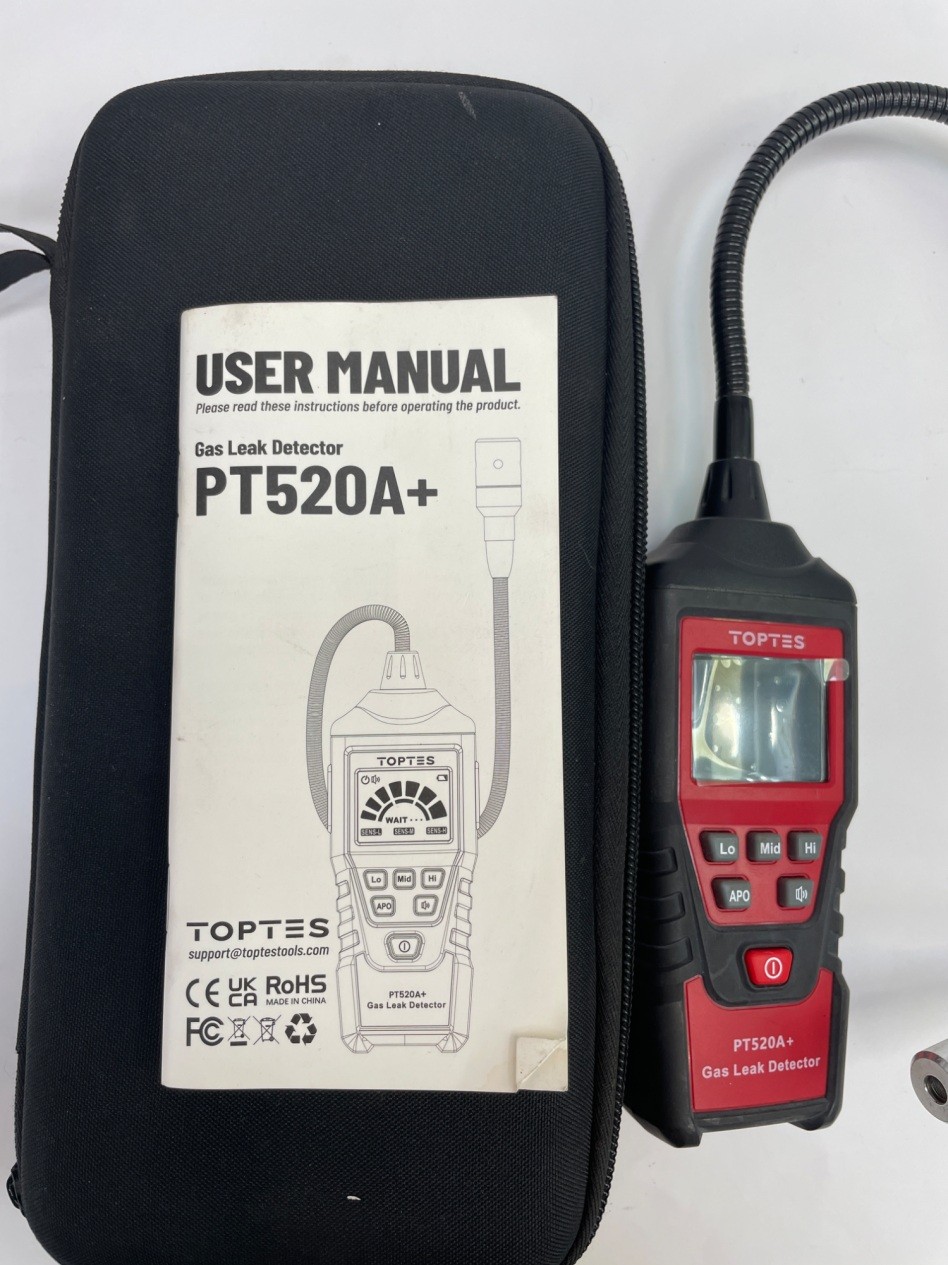 USER MANUAL
Please read these instructions before operating the product.
Gas Leak Detector
PT520A+
TOPTES
WAIT...
SENS-L SENS-M SENS-H
Lo Mid Hi
APO
PT520A+
Gas Leak Detector
TOPTES
support@toptestools.com
CE UK CA RoHS
MADE IN CHINA
FC
TOPTES
Lo Mid Hi
APO
PT520A+
Gas Leak Detector